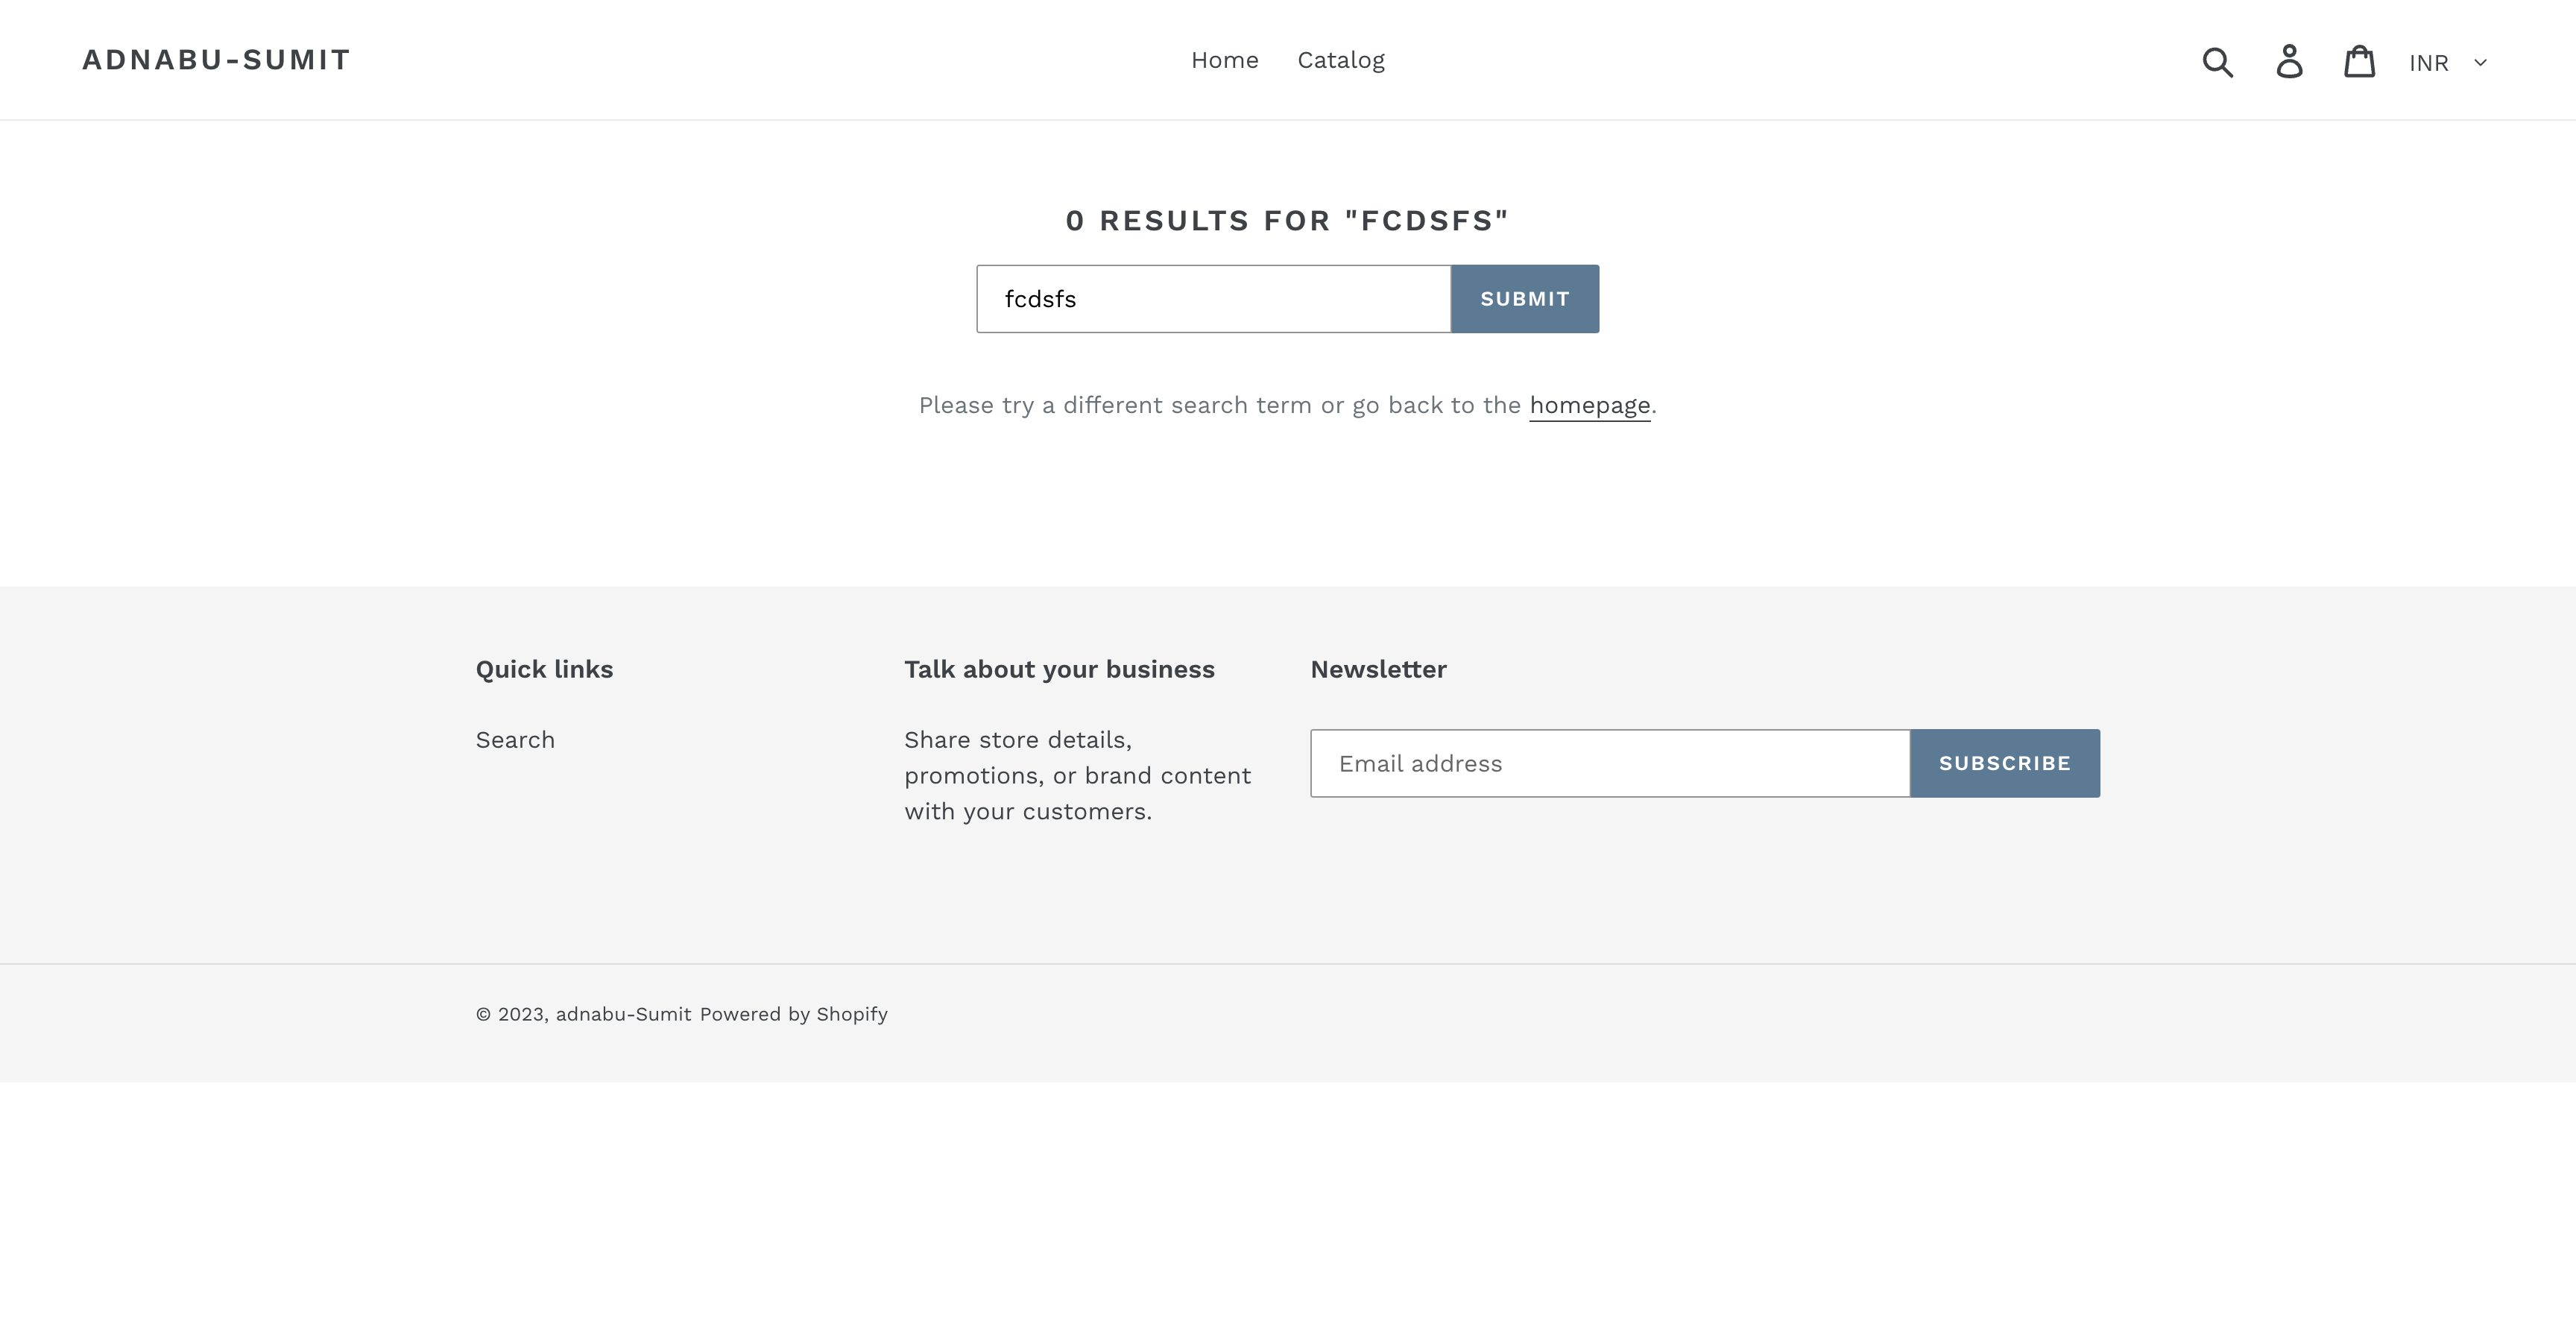 ADNABU-SUMIT
Home Catalog
INR
0 RESULTS FOR "FCDSFS"
fcdsfs SUBMIT
Please try a different search term or go back to the homepage.
Quick links
Search
Talk about your business
Share store details,
promotions, or brand content
with your customers.
Newsletter
Email address SUBSCRIBE
© 2023, adnabu-Sumit Powered by Shopify